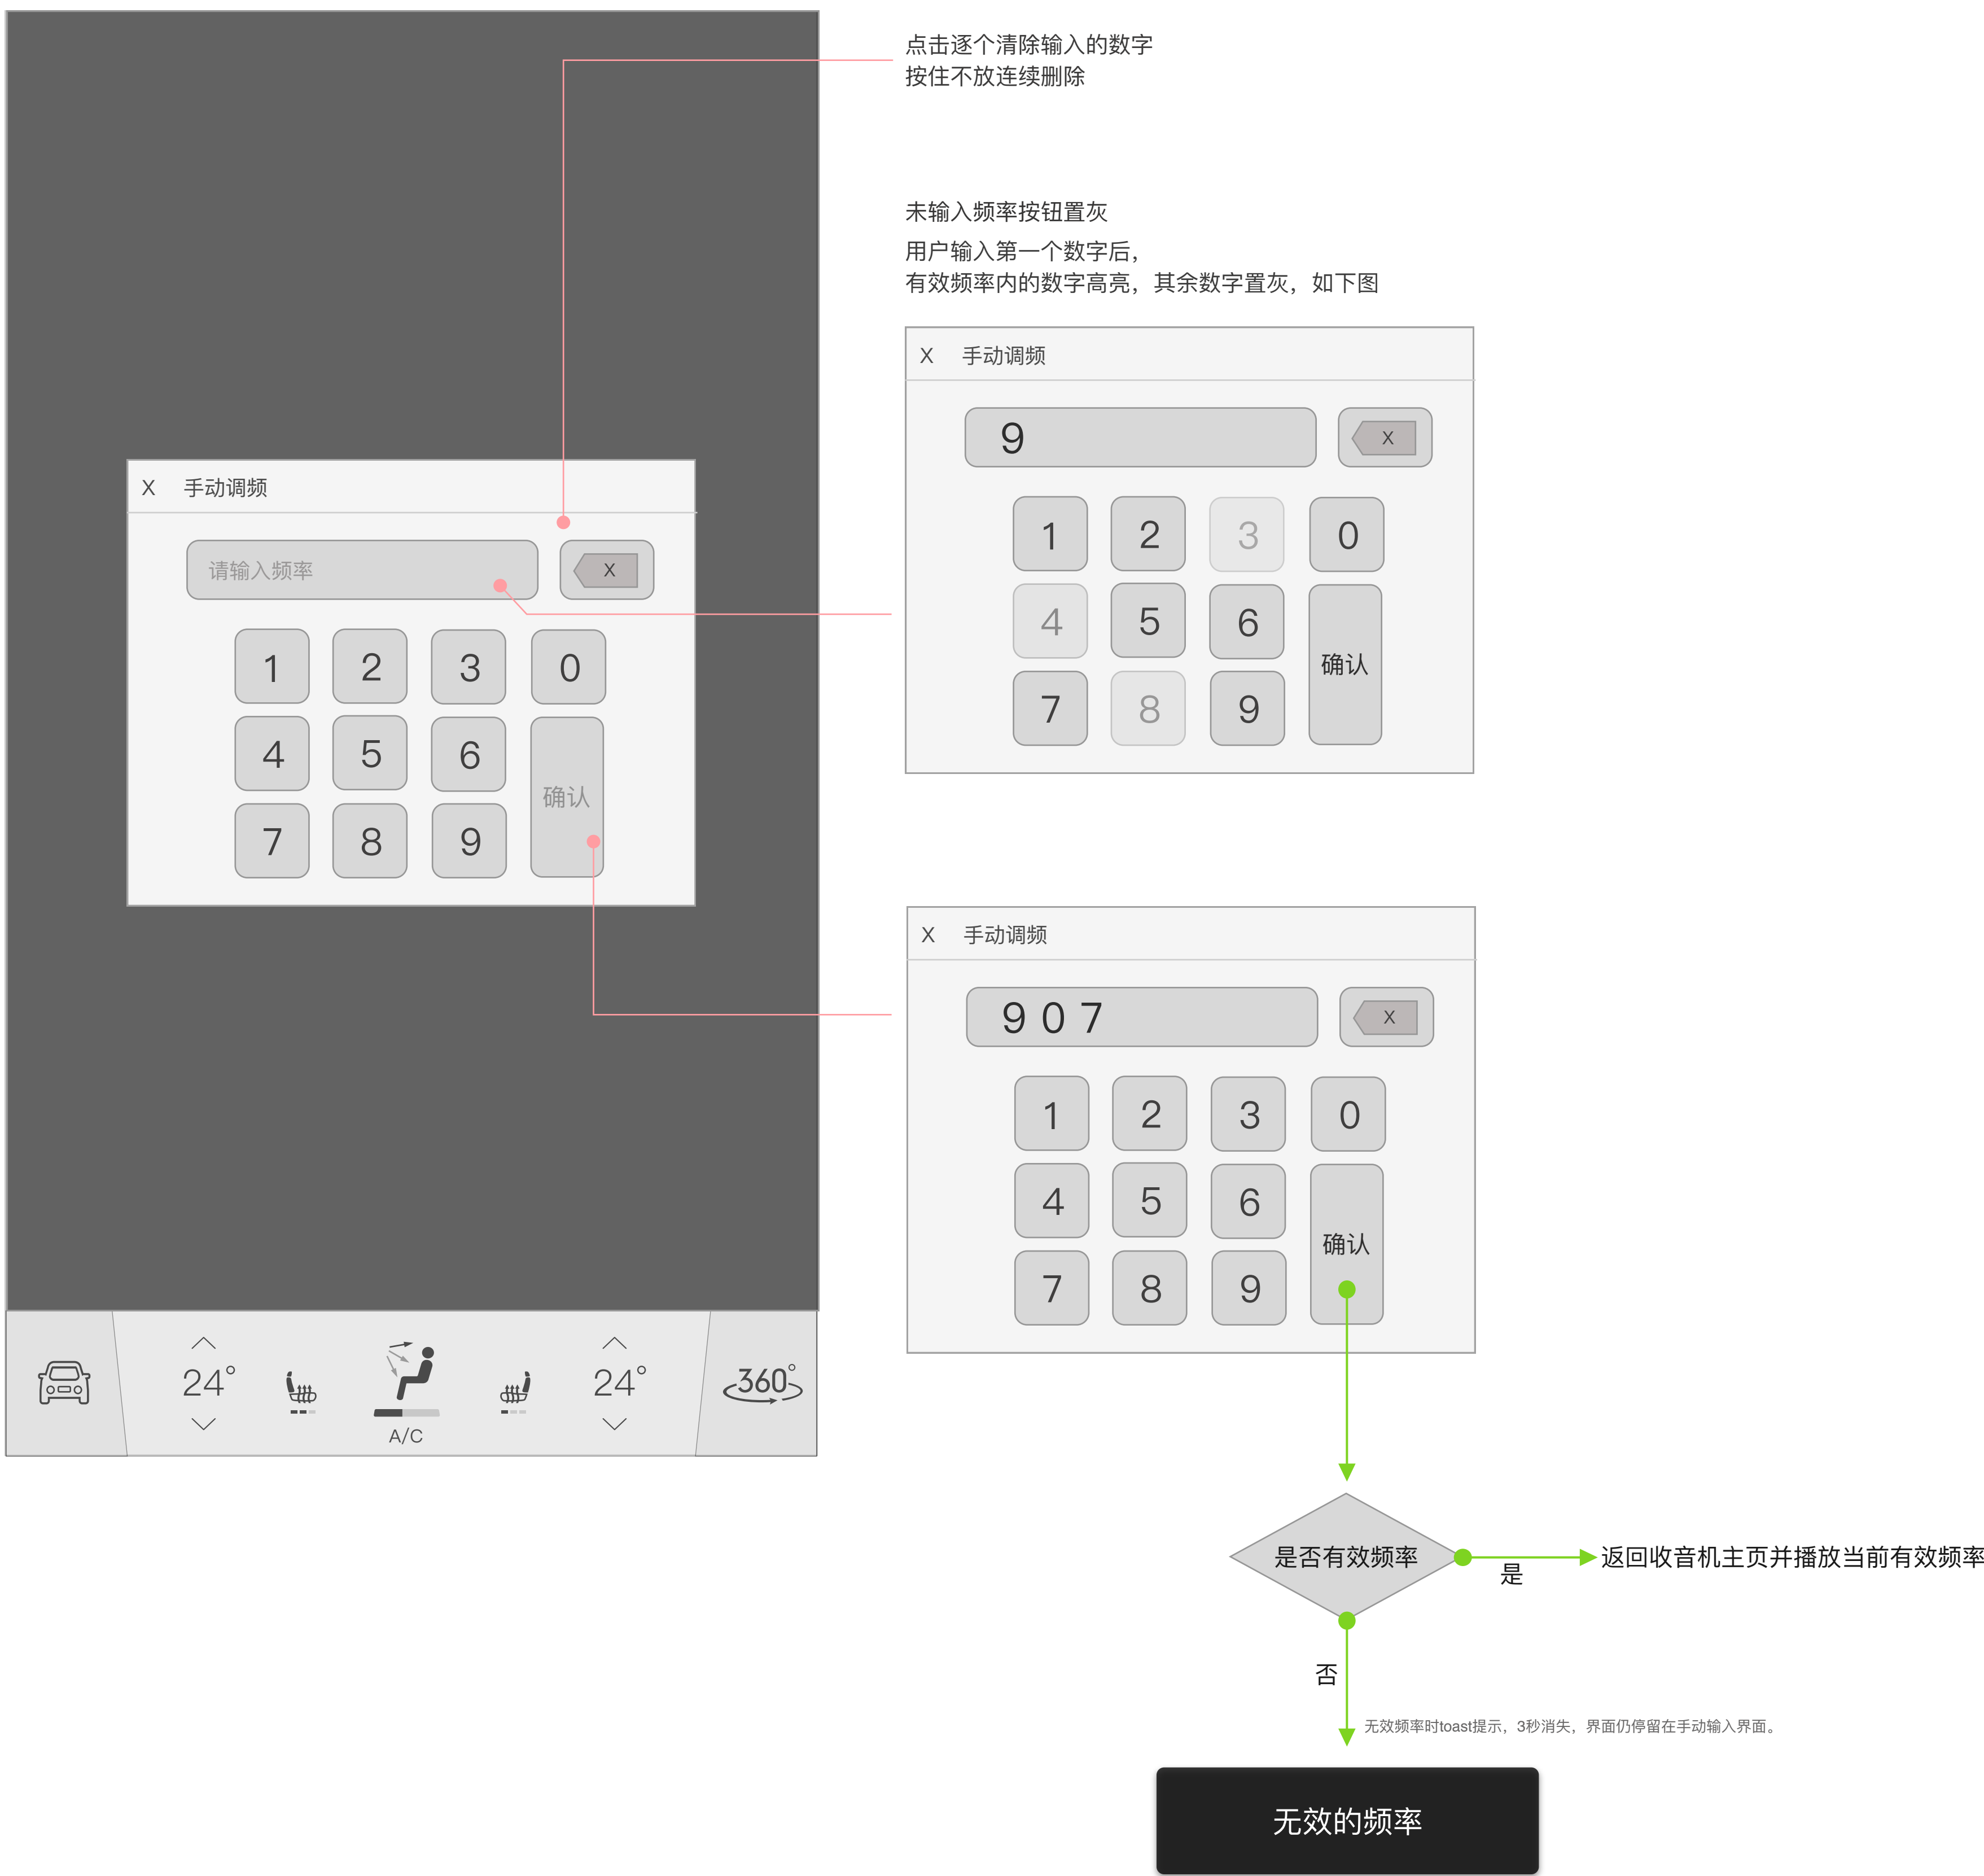 点击逐个清除输入的数字
按住不放连续删除
未输入频率按钮置灰
用户输入第一个数字后，
有效频率内的数字高亮，其余数字置灰，如下图
X 手动调频
9 X
1 2 3 0
4 5 6
确认
7 8 9
X 手动调频
请输入频率 X
1 2 3 0
4 5 6
确认
7 8 9
X 手动调频
9 0 7 X
1 2 3 0
4 5 6
确认
7 8 9
24° 24° 360°
A/C
是否有效频率
是
返回收音机主页并播放当前有效频率
否
无效频率时toast提示，3秒消失，界面仍停留在手动输入界面。
无效的频率